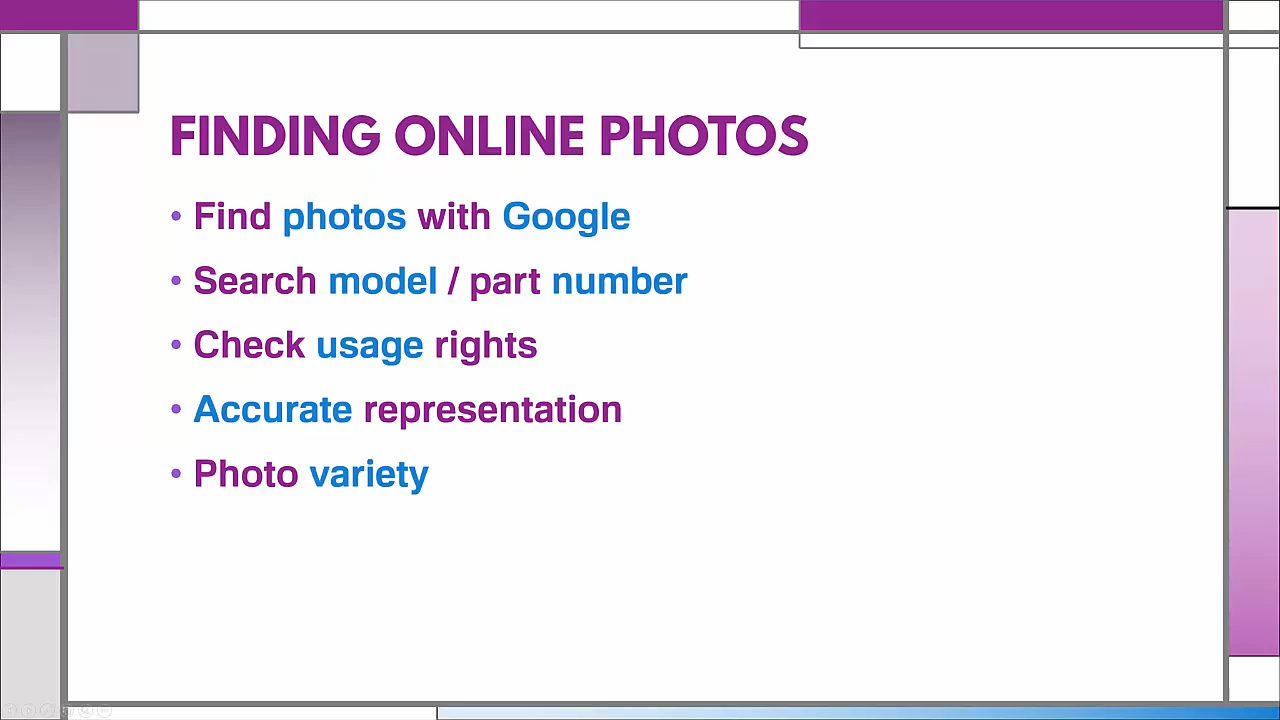 FINDING ONLINE PHOTOS
• Find photos with Google
• Search model / part number
• Check usage rights
• Accurate representation
• Photo variety